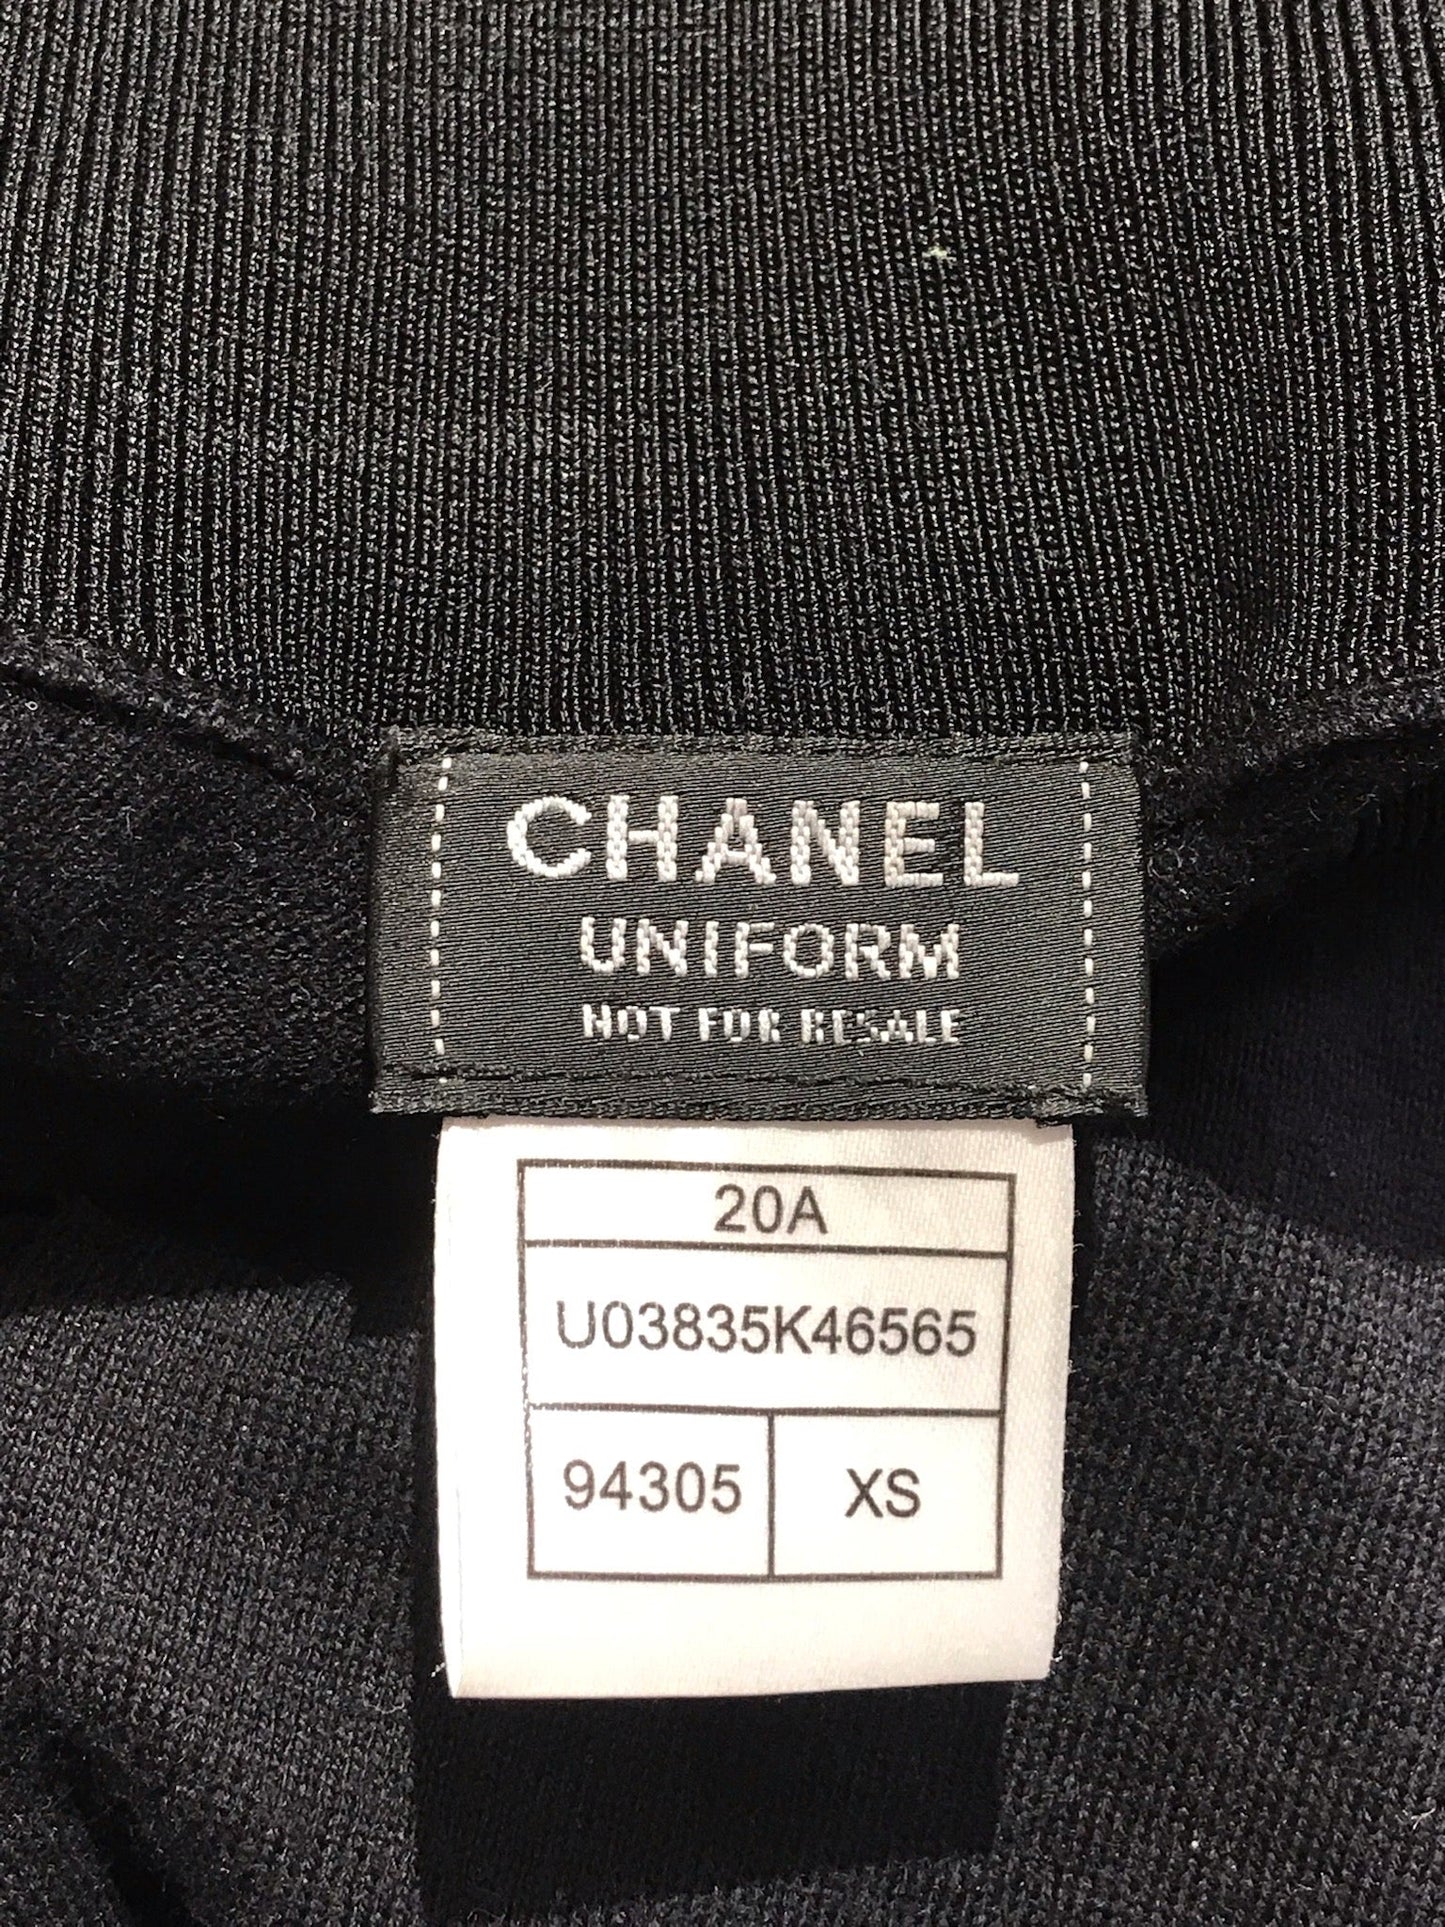 CHANEL
UNIFORM
NOT FOR RESALE
20A
U03835K46565
94305 XS